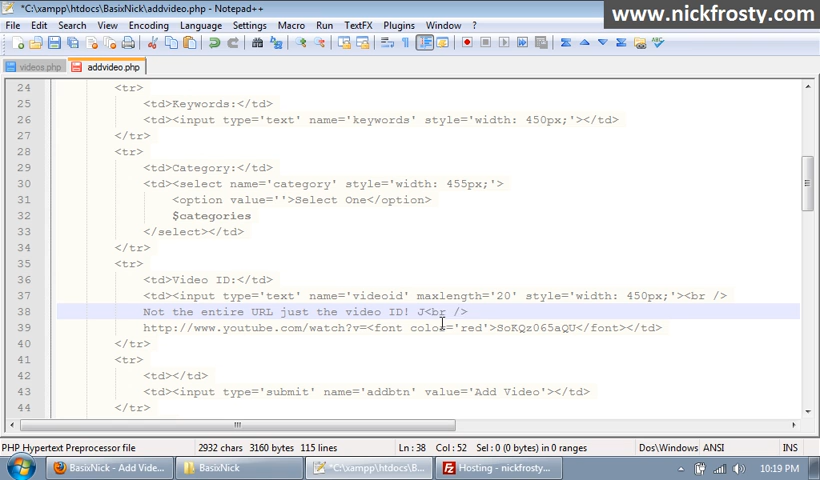 *C:\xampp\htdocs\BasixNick\addvideo.php - Notepad++
www.nickfrosty.com
File Edit Search View Encoding Language Settings Macro Run TextFX Plugins Window ?
videos.php addvideo.php
24 <tr>
25 <td>Keywords:</td>
26 <td><input type='text' name='keywords' style='width: 450px;'></td>
27 </tr>
28 <tr>
29 <td>Category:</td>
30 <td><select name='category' style='width: 455px;'>
31 <option value=''>Select One</option>
32 $categories
33 </select></td>
34 </tr>
35 <tr>
36 <td>Video ID:</td>
37 <td><input type='text' name='videoid' maxlength='20' style='width: 450px;'><br />
38 Not the entire URL just the video ID! J<br />
39 http://www.youtube.com/watch?v=<font color='red'>SoKQz065aQU</font></td>
40 </tr>
41 <tr>
42 <td></td>
43 <td><input type='submit' name='addbtn' value='Add Video'></td>
44 </tr>
PHP Hypertext Preprocessor file 2932 chars 3160 bytes 115 lines Ln : 38 Col : 52 Sel : 0 (0 bytes) in 0 ranges Dos\Windows ANSI INS
BasixNick - Add Vide... BasixNick *C:\xampp\htdocs\B... Hosting - nickfrosty... 10:19 PM